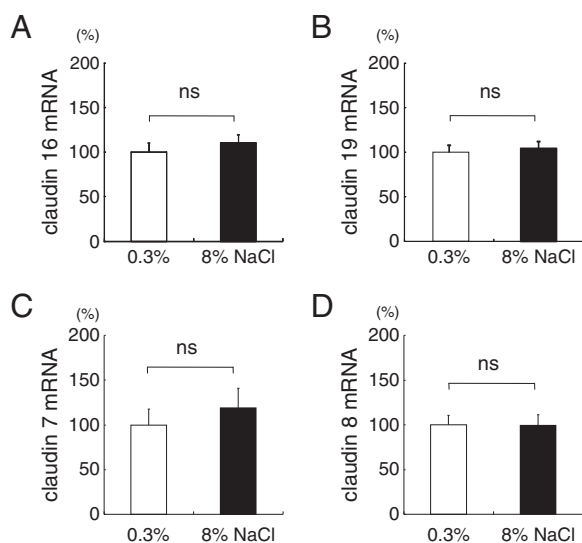 A
(%)
claudin 16 mRNA
200
150
100
50
0
ns
0.3%
8% NaCl
B
(%)
claudin 19 mRNA
200
150
100
50
0
ns
0.3%
8% NaCl
C
(%)
claudin 7 mRNA
200
150
100
50
0
ns
0.3%
8% NaCl
D
(%)
claudin 8 mRNA
200
150
100
50
0
ns
0.3%
8% NaCl